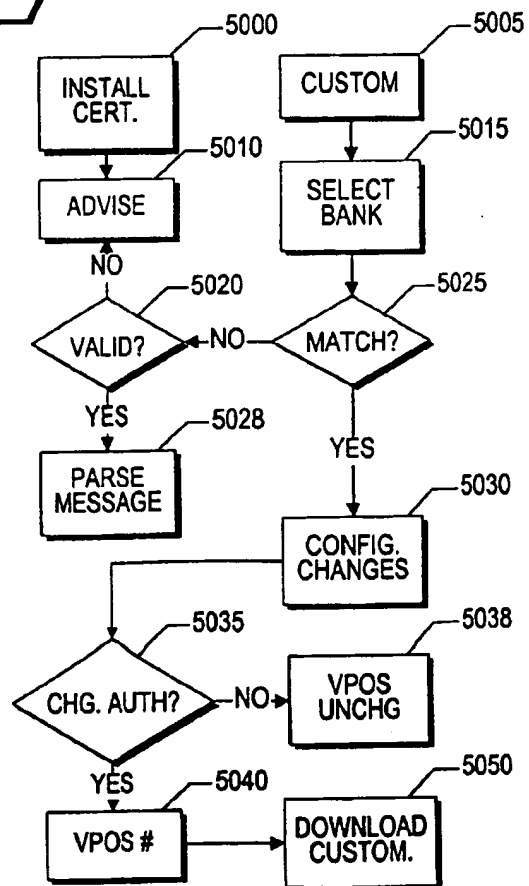 5000
INSTALL
CERT.
5005
CUSTOM
5010
ADVISE
5015
SELECT
BANK
NO
5020
VALID?
NO
5025
MATCH?
YES
5028
PARSE
MESSAGE
YES
5030
CONFIG.
CHANGES
5035
CHG. AUTH?
NO
5038
VPOS
UNCHG
YES
5040
VPOS #
5050
DOWNLOAD
CUSTOM.